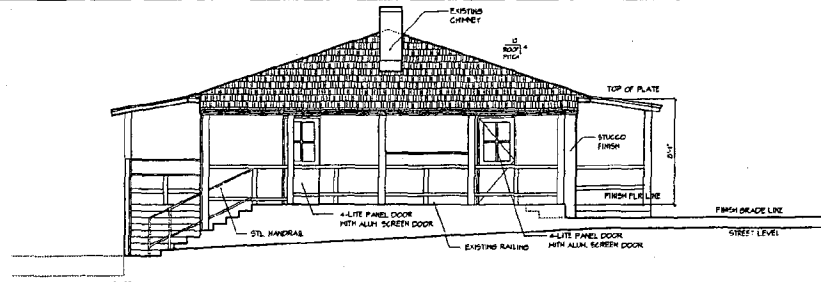 EXISTING
CHIMNEY
12
4
ROOF
PITCH
TOP OF PLATE
STUCCO
FINISH
FINISH FLR LINE
FINISH GRADE LINE
STREET LEVEL
4-LITE PANEL DOOR
WITH ALUM. SCREEN DOOR
STL. HANDRAIL
EXISTING RAILING
4-LITE PANEL DOOR
WITH ALUM. SCREEN DOOR